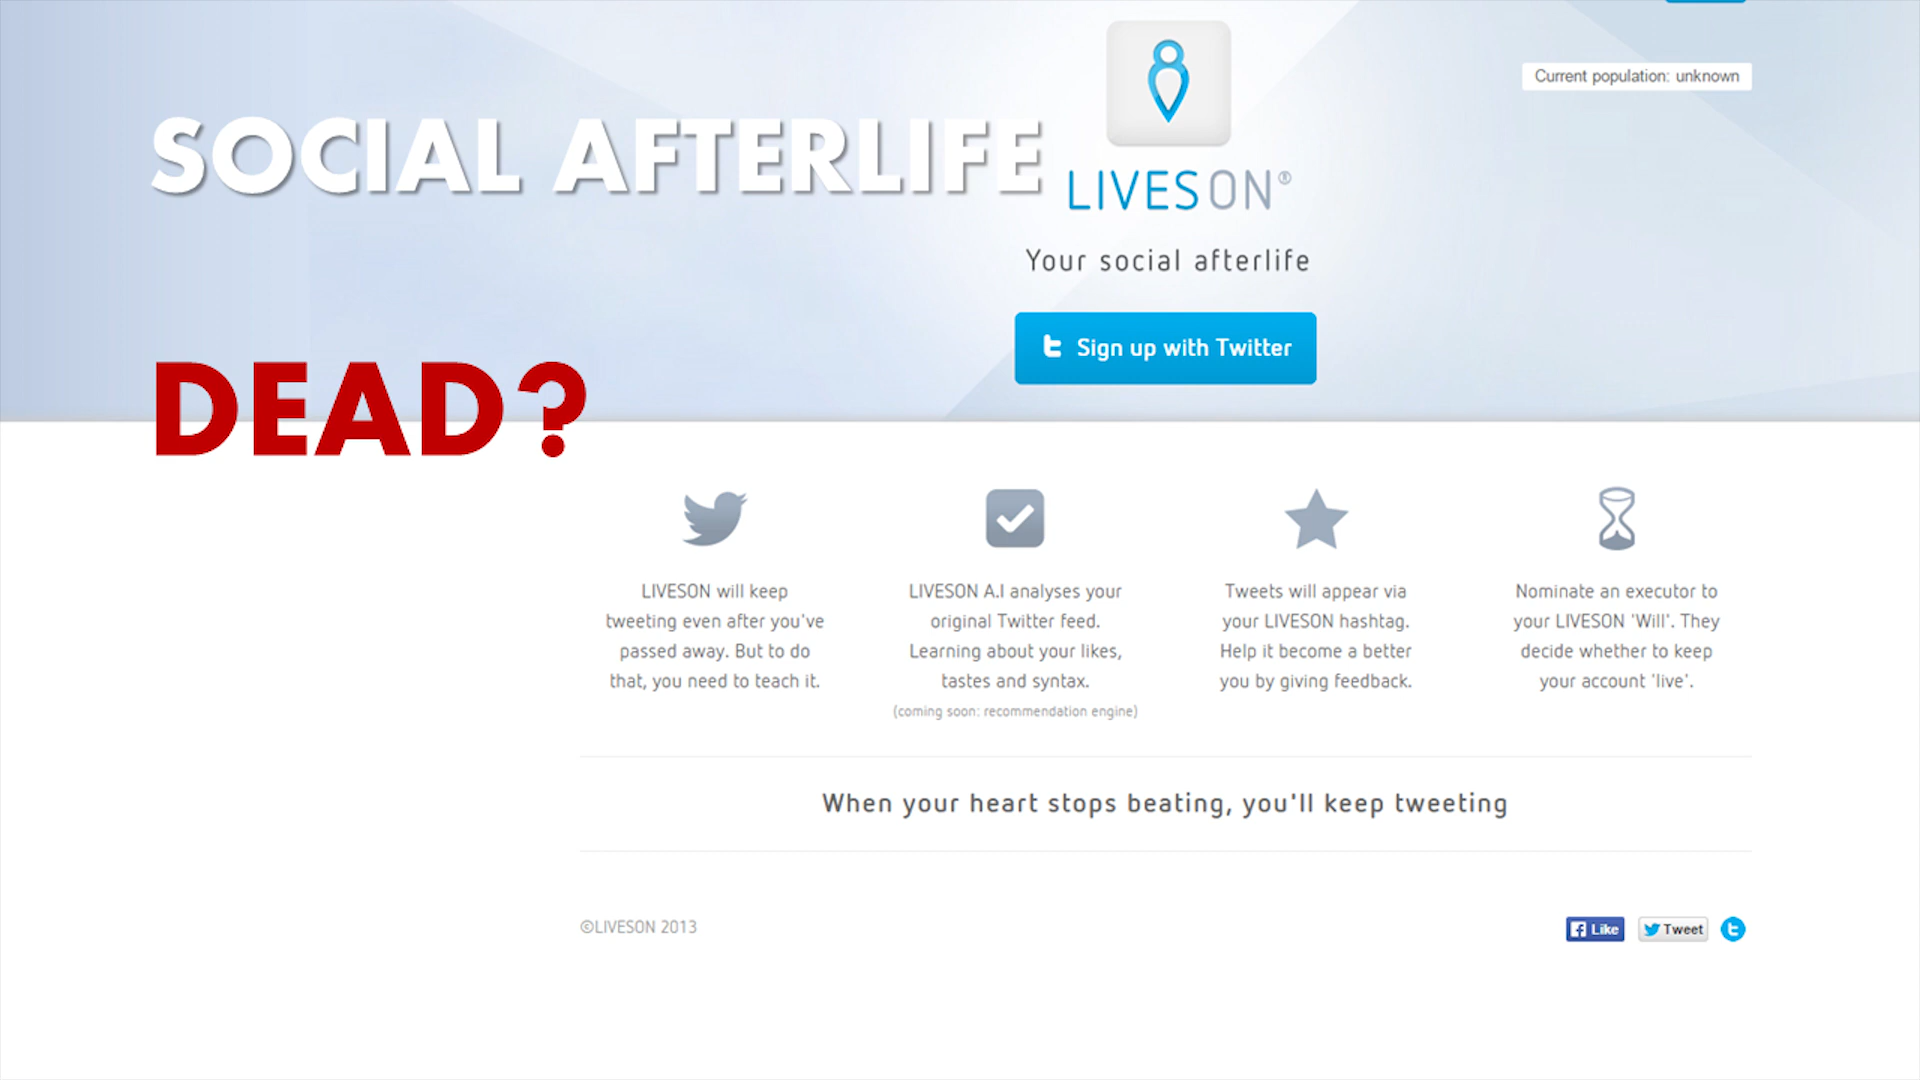 Current population: unknown
SOCIAL AFTERLIFE
LIVESON®
Your social afterlife
Sign up with Twitter
DEAD?
LIVESON will keep
tweeting even after you've
passed away. But to do
that, you need to teach it.
LIVESON A.I analyses your
original Twitter feed.
Learning about your likes,
tastes and syntax.
(coming soon: recommendation engine)
Tweets will appear via
your LIVESON hashtag.
Help it become a better
you by giving feedback.
Nominate an executor to
your LIVESON 'Will'. They
decide whether to keep
your account 'live'.
When your heart stops beating, you'll keep tweeting
©LIVESON 2013
Like
Tweet